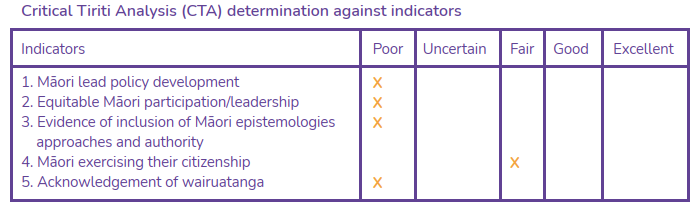 Critical Tiriti Analysis (CTA) determination against indicators
Indicators Poor Uncertain Fair Good Excellent
1. Māori lead policy development X
2. Equitable Māori participation/leadership X
3. Evidence of inclusion of Māori epistemologies X
approaches and authority
4. Māori exercising their citizenship X
5. Acknowledgement of wairuatanga X